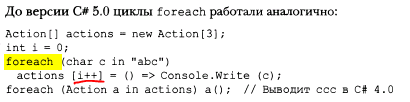 До версии C# 5.0 циклы foreach работали аналогично:
Action[] actions = new Action[3];
int i = 0;
foreach (char c in "abc")
actions [i++] = () => Console.Write (c);
foreach (Action a in actions) a(); // Выводит ccc в C# 4.0